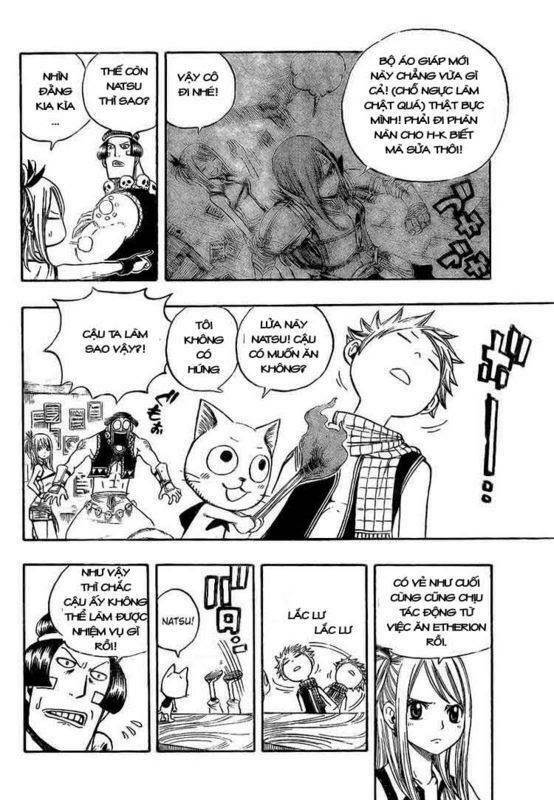 BỘ ÁO GIÁP MỚI
NÀY CHẲNG VỪA GÌ
CẢ! (CHỖ NGỰC LÀM
CHẬT QUÁ) THẬT BỰC
MÌNH! PHẢI ĐI PHÀN
NÀN CHO H-K BIẾT
MÀ SỬA THÔI!
VẬY CÔ
ĐI NHÉ!
THẾ CÒN
NATSU
THÌ SAO?
NHÌN
ĐẰNG
KIA KÌA
...
LỬA NÀY
NATSU! CẬU
CÓ MUỐN ĂN
KHÔNG?
TÔI
KHÔNG
CÓ
HỨNG
CẬU TA LÀM
SAO VẬY?!
CÓ VẺ NHƯ CUỐI
CÙNG CŨNG CHỊU
TÁC ĐỘNG TỪ
VIỆC ĂN ETHERION
RỒI.
LẮC LƯ
LẮC LƯ
NATSU!
NHƯ VẬY
THÌ CHẮC
CẬU ẤY KHÔNG
THỂ LÀM ĐƯỢC
NHIỆM VỤ GÌ
RỒI!